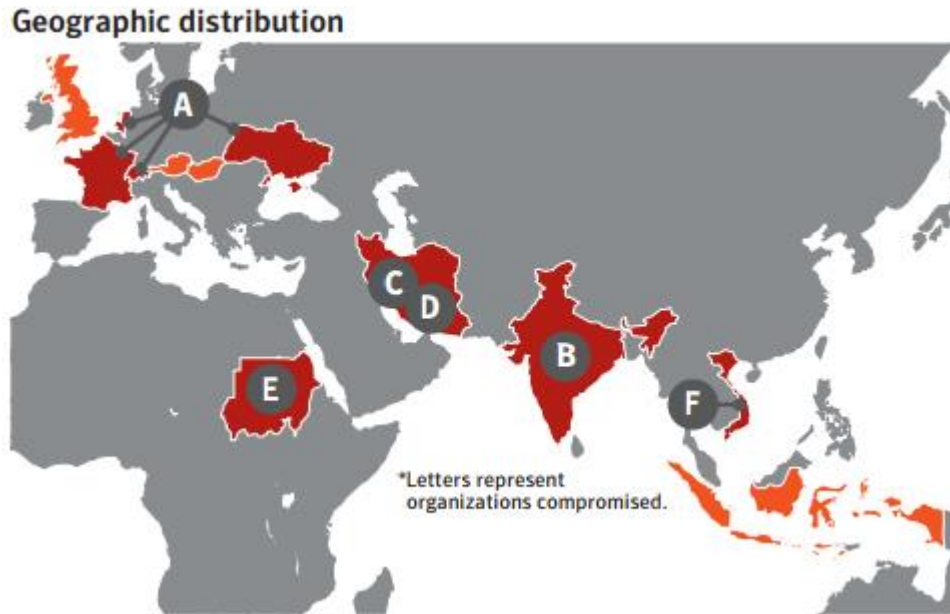 Geographic distribution
A
C
D
B
E
F
*Letters represent
organizations compromised.